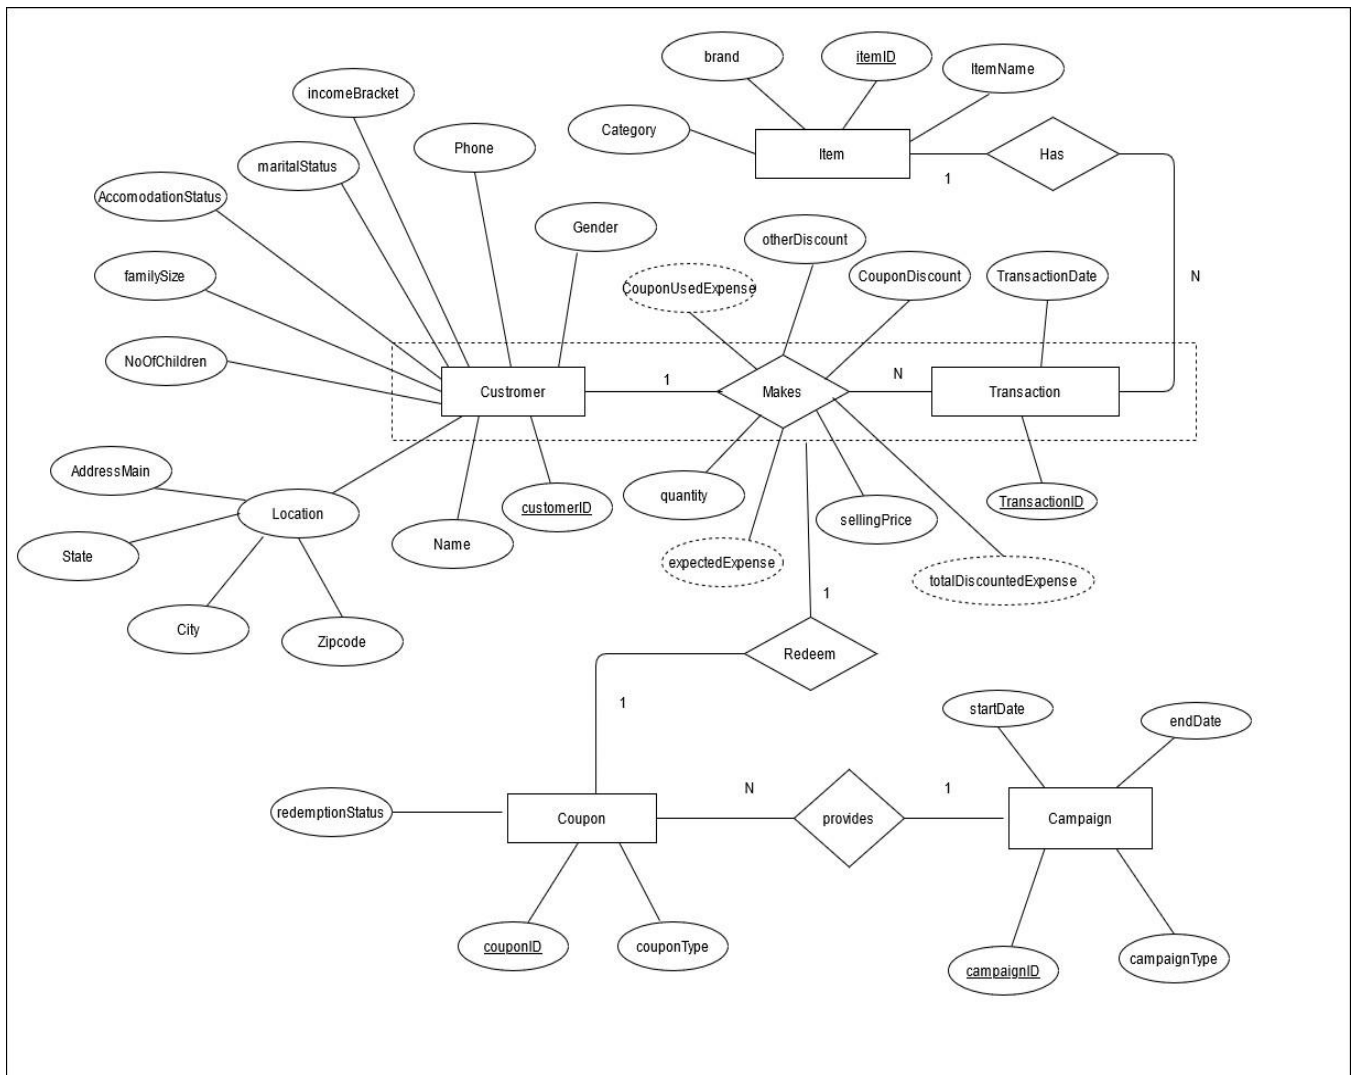 brand
itemID
ItemName
incomeBracket
Category
Phone
Item
Has
maritalStatus
1
AccomodationStatus
Gender
otherDiscount
familySize
CouponUsedExpense
CouponDiscount
TransactionDate
N
NoOfChildren
1
N
Custromer
Makes
Transaction
AddressMain
quantity
Location
customerID
sellingPrice
TransactionID
State
Name
expectedExpense
totalDiscountedExpense
1
City
Zipcode
Redeem
1
startDate
endDate
N
1
redemptionStatus
Coupon
provides
Campaign
couponID
couponType
campaignID
campaignType